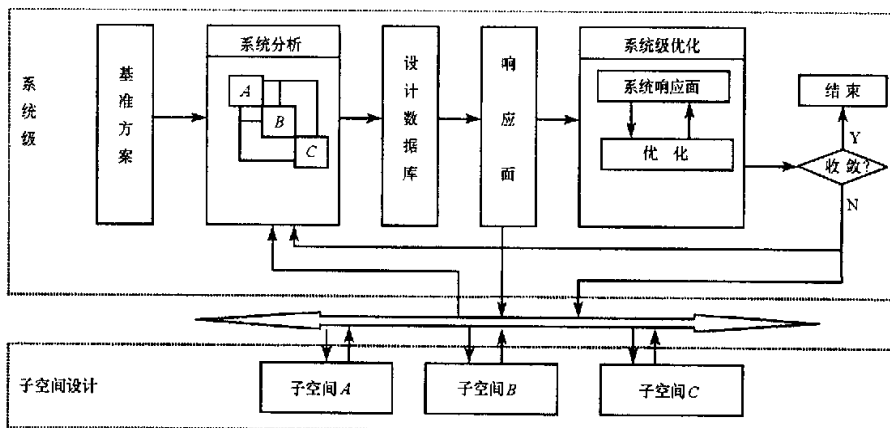 系统级
基准方案
系统分析
A
B
C
设计数据库
响应面
系统级优化
系统响应面
优化
结束
Y
收敛?
N
子空间设计
子空间A
子空间B
子空间C